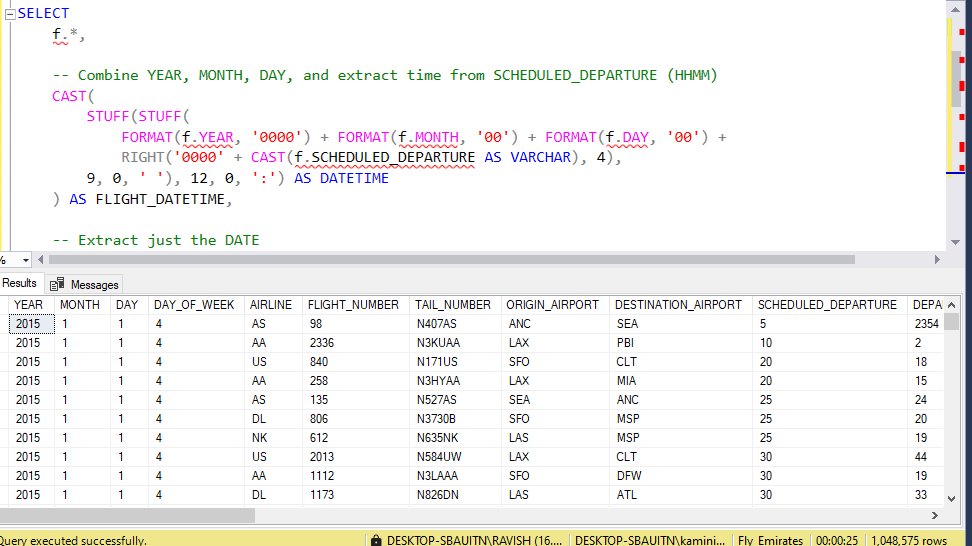 SELECT
f.*,
-- Combine YEAR, MONTH, DAY, and extract time from SCHEDULED_DEPARTURE (HHMM)
CAST(
STUFF(STUFF(
FORMAT(f.YEAR, '0000') + FORMAT(f.MONTH, '00') + FORMAT(f.DAY, '00') +
RIGHT('0000' + CAST(f.SCHEDULED_DEPARTURE AS VARCHAR), 4),
9, 0, ' '), 12, 0, ':') AS DATETIME
) AS FLIGHT_DATETIME,
-- Extract just the DATE
%
Results Messages
YEAR MONTH DAY DAY_OF_WEEK AIRLINE FLIGHT_NUMBER TAIL_NUMBER ORIGIN_AIRPORT DESTINATION_AIRPORT SCHEDULED_DEPARTURE DEPA
2015 1 1 4 AS 98 N407AS ANC SEA 5 2354
2015 1 1 4 AA 2336 N3KUAA LAX PBI 10 2
2015 1 1 4 US 840 N171US SFO CLT 20 18
2015 1 1 4 AA 258 N3HYAA LAX MIA 20 15
2015 1 1 4 AS 135 N527AS SEA ANC 25 24
2015 1 1 4 DL 806 N3730B SFO MSP 25 20
2015 1 1 4 NK 612 N635NK LAS MSP 25 19
2015 1 1 4 US 2013 N584UW LAX CLT 30 44
2015 1 1 4 AA 1112 N3LAAA SFO DFW 30 19
2015 1 1 4 DL 1173 N826DN LAS ATL 30 33
Query executed successfully. DESKTOP-SBAUITN\RAVISH (16.... DESKTOP-SBAUITN\kamini... Fly_Emirates 00:00:25 1,048,575 rows